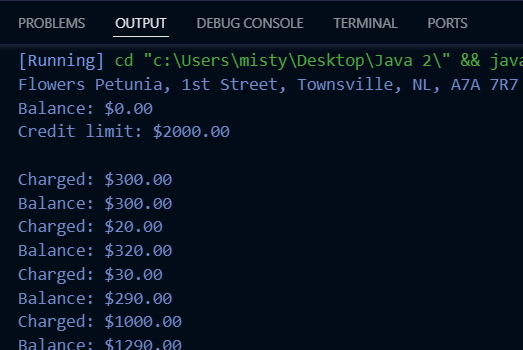 PROBLEMS OUTPUT DEBUG CONSOLE TERMINAL PORTS
[Running] cd "c:\Users\misty\Desktop\Java 2\" && java
Flowers Petunia, 1st Street, Townsville, NL, A7A 7R7
Balance: $0.00
Credit limit: $2000.00
Charged: $300.00
Balance: $300.00
Charged: $20.00
Balance: $320.00
Charged: $30.00
Balance: $290.00
Charged: $1000.00
Balance: $1290.00